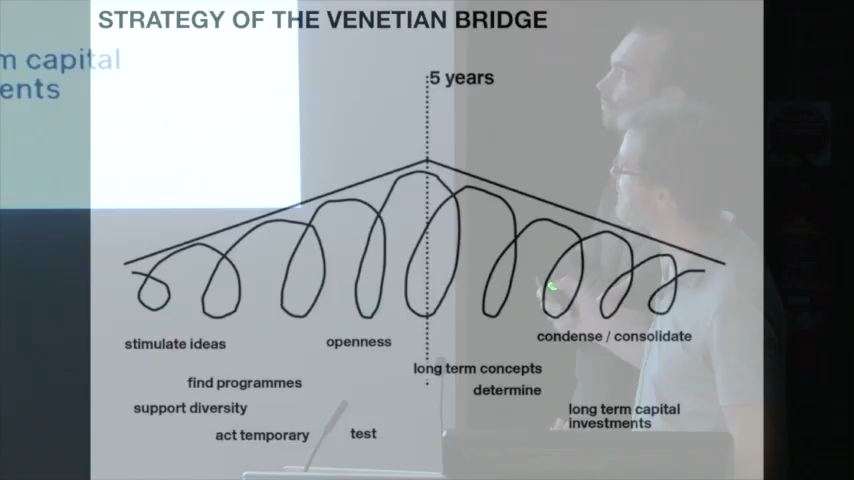 STRATEGY OF THE VENETIAN BRIDGE
m capital
ents
5 years
stimulate ideas
openness
condense / consolidate
find programmes
long term concepts
determine
support diversity
long term capital
investments
act temporary
test